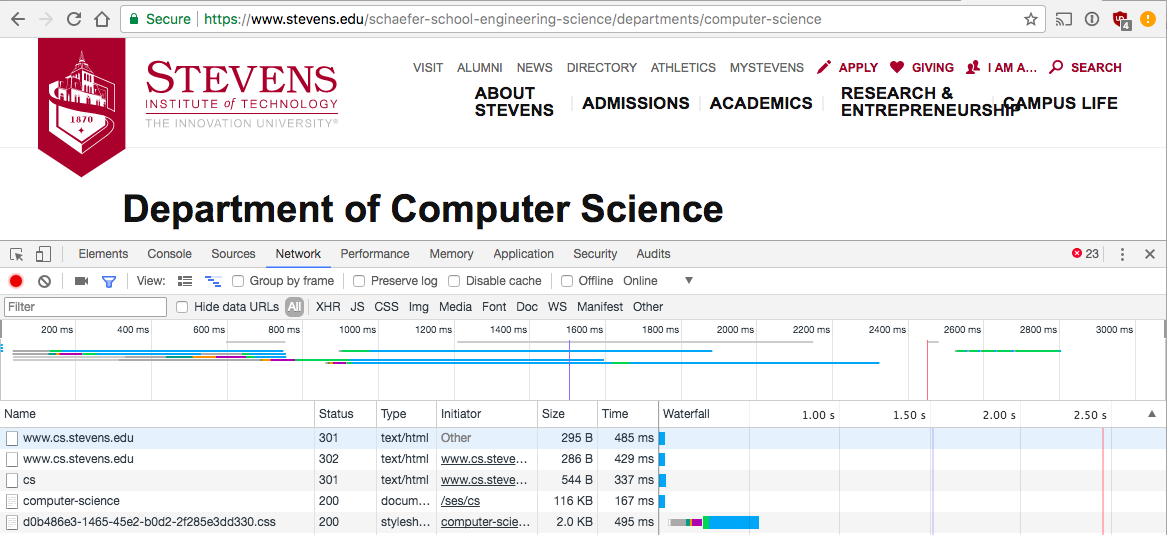 Secure https://www.stevens.edu/schaefer-school-engineering-science/departments/computer-science
4
VISIT ALUMNI NEWS DIRECTORY ATHLETICS MYSTEVENS APPLY GIVING I AM A... SEARCH
STEVENS
INSTITUTE of TECHNOLOGY
THE INNOVATION UNIVERSITY®
1870
ABOUT STEVENS ADMISSIONS ACADEMICS RESEARCH & ENTREPRENEURSHIP CAMPUS LIFE
Department of Computer Science
Elements Console Sources Network Performance Memory Application Security Audits 23
View: Group by frame Preserve log Disable cache Offline Online
Filter Hide data URLs All XHR JS CSS Img Media Font Doc WS Manifest Other
200 ms 400 ms 600 ms 800 ms 1000 ms 1200 ms 1400 ms 1600 ms 1800 ms 2000 ms 2200 ms 2400 ms 2600 ms 2800 ms 3000 ms
Name Status Type Initiator Size Time Waterfall 1.00 s 1.50 s 2.00 s 2.50 s
www.cs.stevens.edu 301 text/html Other 295 B 485 ms
www.cs.stevens.edu 302 text/html www.cs.steve... 286 B 429 ms
cs 301 text/html www.cs.steve... 544 B 337 ms
computer-science 200 docum... /ses/cs 116 KB 167 ms
d0b486e3-1465-45e2-b0d2-2f285e3dd330.css 200 stylesh... computer-scie... 2.0 KB 495 ms